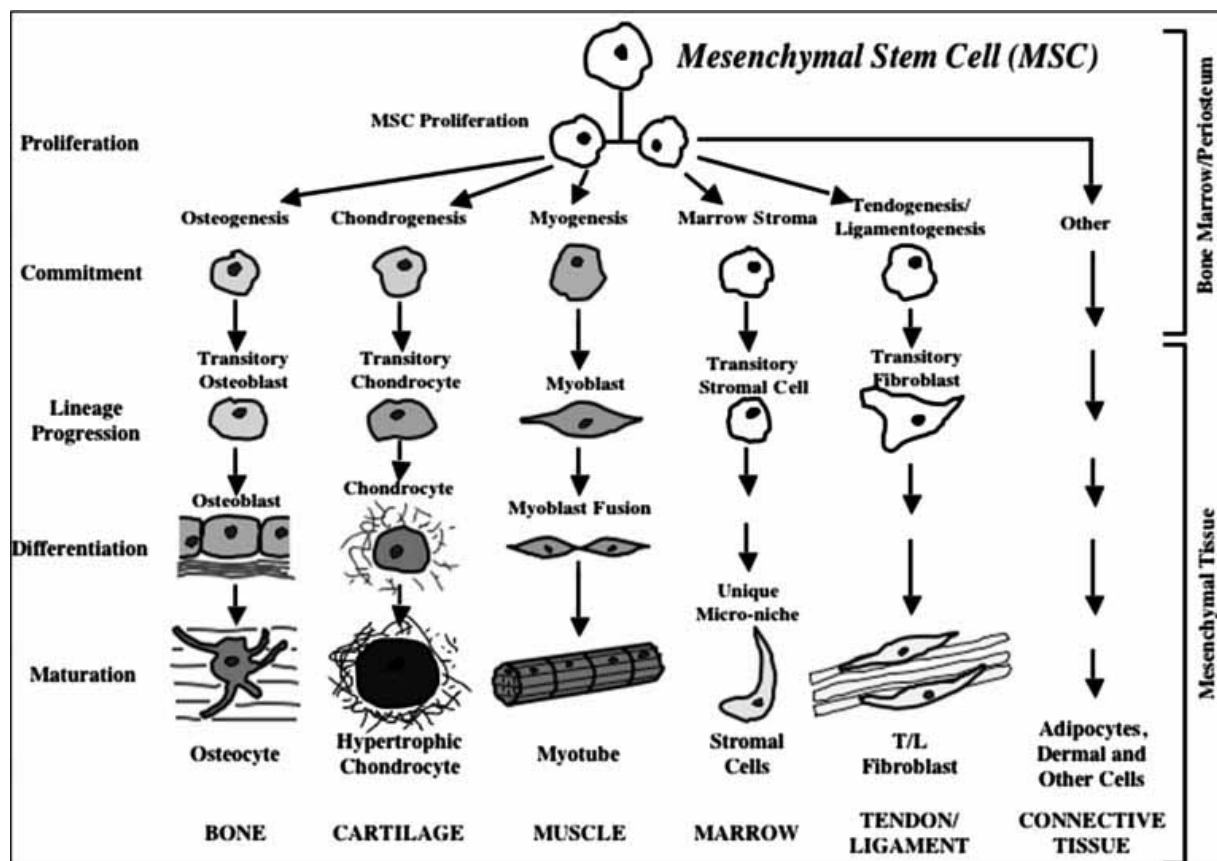 Mesenchymal Stem Cell (MSC)
MSC Proliferation
Proliferation
Osteogenesis
Chondrogenesis
Myogenesis
Marrow Stroma
Tendogenesis/
Ligamentogenesis
Other
Commitment
Bone Marrow/Periosteum
Transitory
Osteoblast
Transitory
Chondrocyte
Myoblast
Transitory
Stromal Cell
Transitory
Fibroblast
Lineage
Progression
Osteoblast
Chondrocyte
Myoblast Fusion
Differentiation
Unique
Micro-niche
Maturation
Mesenchymal Tissue
Osteocyte
Hypertrophic
Chondrocyte
Myotube
Stromal
Cells
T/L
Fibroblast
Adipocytes,
Dermal and
Other Cells
BONE
CARTILAGE
MUSCLE
MARROW
TENDON/
LIGAMENT
CONNECTIVE
TISSUE